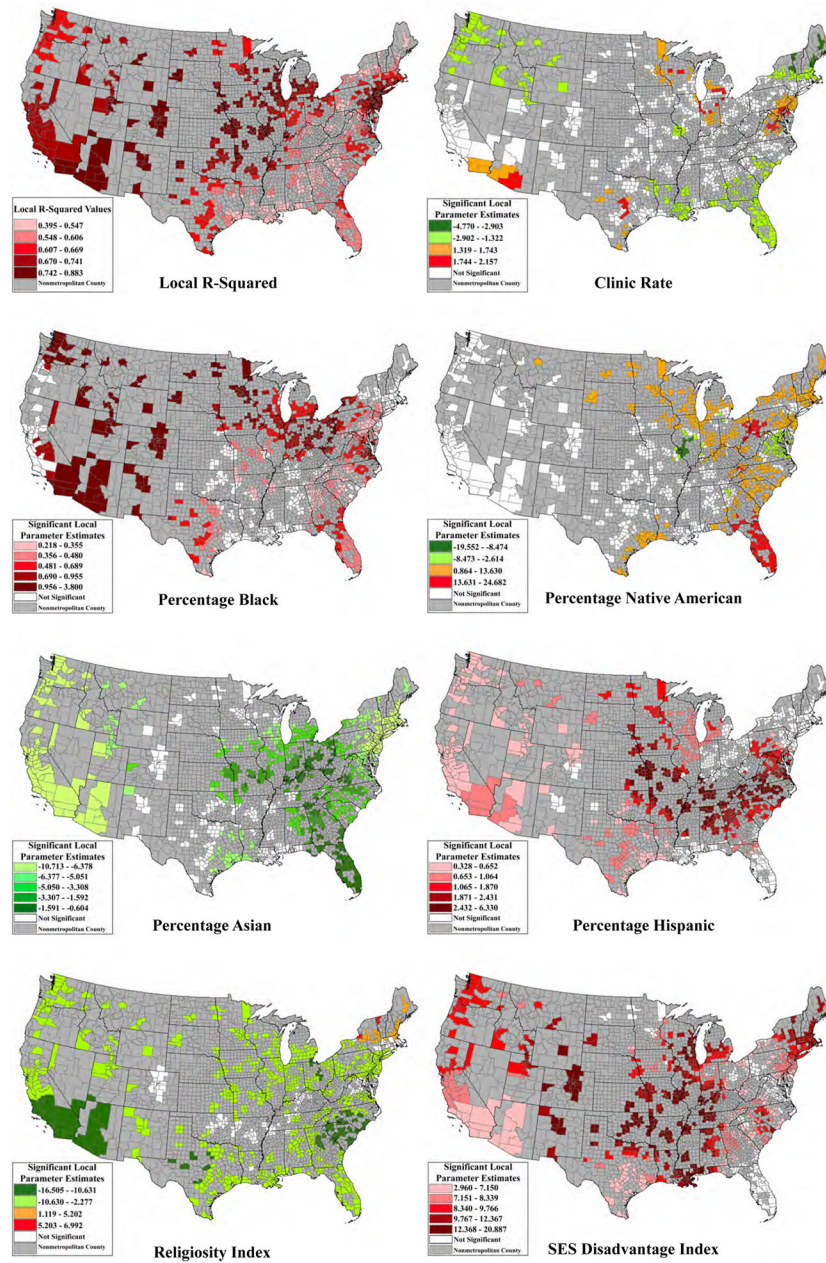 Local R-Squared Values
0.395 - 0.547
0.548 - 0.606
0.607 - 0.669
0.670 - 0.741
0.742 - 0.883
Nonmetropolitan County
Local R-Squared
Significant Local
Parameter Estimates
-4.770 - -2.903
-2.902 - -1.322
1.319 - 1.743
1.744 - 2.157
Not Significant
Nonmetropolitan County
Clinic Rate
Significant Local
Parameter Estimates
0.218 - 0.355
0.356 - 0.480
0.481 - 0.689
0.690 - 0.955
0.956 - 3.800
Not Significant
Nonmetropolitan County
Percentage Black
Significant Local
Parameter Estimates
-19.552 - -8.474
-8.473 - -2.614
0.864 - 13.630
13.631 - 24.682
Not Significant
Nonmetropolitan County
Percentage Native American
Significant Local
Parameter Estimates
-10.713 - -6.378
-6.377 - -5.051
-5.050 - -3.308
-3.307 - -1.592
-1.591 - -0.604
Not Significant
Nonmetropolitan County
Percentage Asian
Significant Local
Parameter Estimates
0.328 - 0.652
0.653 - 1.064
1.065 - 1.870
1.871 - 2.431
2.432 - 6.330
Not Significant
Nonmetropolitan County
Percentage Hispanic
Significant Local
Parameter Estimates
-16.505 - -10.631
-10.630 - -2.277
1.119 - 5.202
5.203 - 6.992
Not Significant
Nonmetropolitan County
Religiosity Index
Significant Local
Parameter Estimates
2.960 - 7.150
7.151 - 8.339
8.340 - 9.766
9.767 - 12.367
12.368 - 20.887
Not Significant
Nonmetropolitan County
SES Disadvantage Index